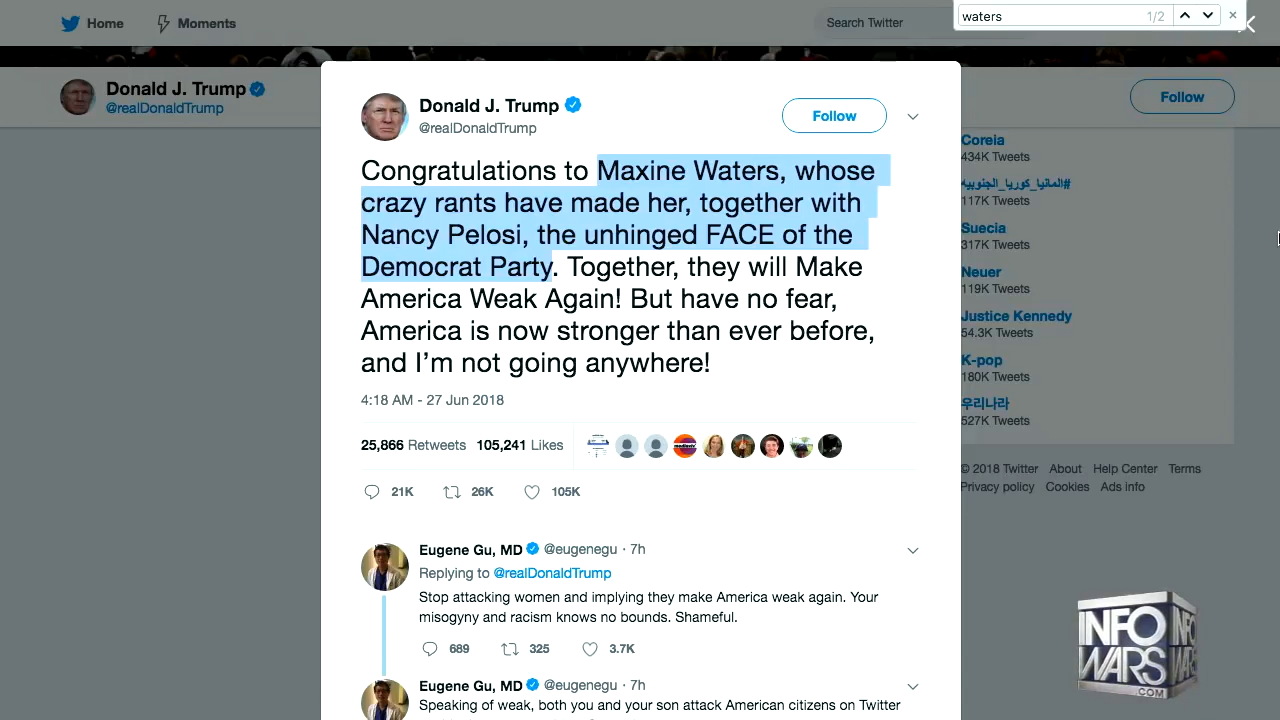 Home
Moments
Search Twitter
waters
1/2
Donald J. Trump
@realDonaldTrump
Follow
Donald J. Trump
@realDonaldTrump
Follow
Congratulations to Maxine Waters, whose
crazy rants have made her, together with
Nancy Pelosi, the unhinged FACE of the
Democrat Party. Together, they will Make
America Weak Again! But have no fear,
America is now stronger than ever before,
and I’m not going anywhere!
4:18 AM - 27 Jun 2018
25,866 Retweets 105,241 Likes
21K 26K 105K
Eugene Gu, MD @eugenegu · 7h
Replying to @realDonaldTrump
Stop attacking women and implying they make America weak again. Your
misogyny and racism knows no bounds. Shameful.
689 325 3.7K
Eugene Gu, MD @eugenegu · 7h
Speaking of weak, both you and your son attack American citizens on Twitter
Coreia
434K Tweets
#المانيا_كوريا_الجنوبيه
117K Tweets
Suecia
317K Tweets
Neuer
119K Tweets
Justice Kennedy
54.3K Tweets
K-pop
180K Tweets
우리나라
527K Tweets
© 2018 Twitter About Help Center Terms
Privacy policy Cookies Ads info
INFO
WARS
.COM